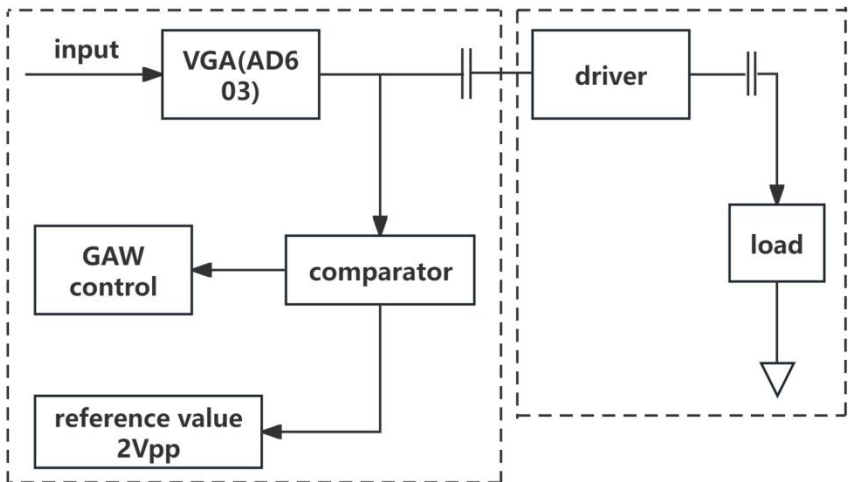 input
VGA(AD6
03)
driver
GAW
control
comparator
load
reference value
2Vpp